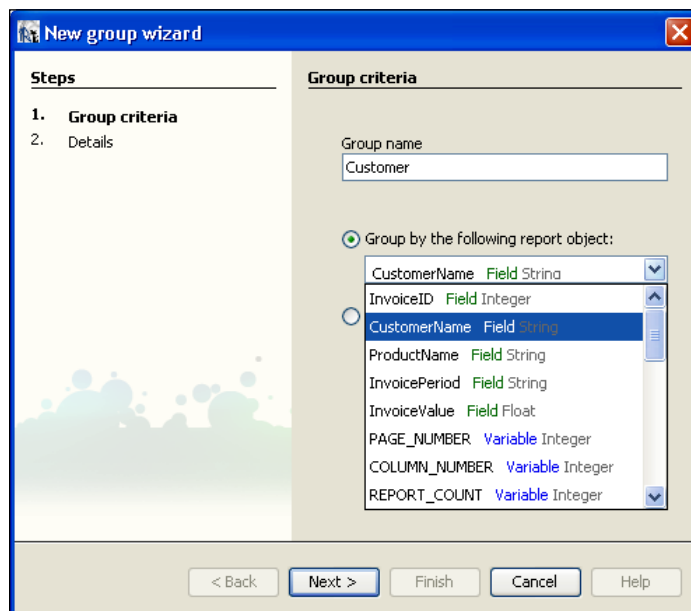 New group wizard
Steps
1. Group criteria
2. Details
Group criteria
Group name
Customer
Group by the following report object:
CustomerName Field String
InvoiceID Field Integer
CustomerName Field String
ProductName Field String
InvoicePeriod Field String
InvoiceValue Field Float
PAGE_NUMBER Variable Integer
COLUMN_NUMBER Variable Integer
REPORT_COUNT Variable Integer
< Back Next > Finish Cancel Help